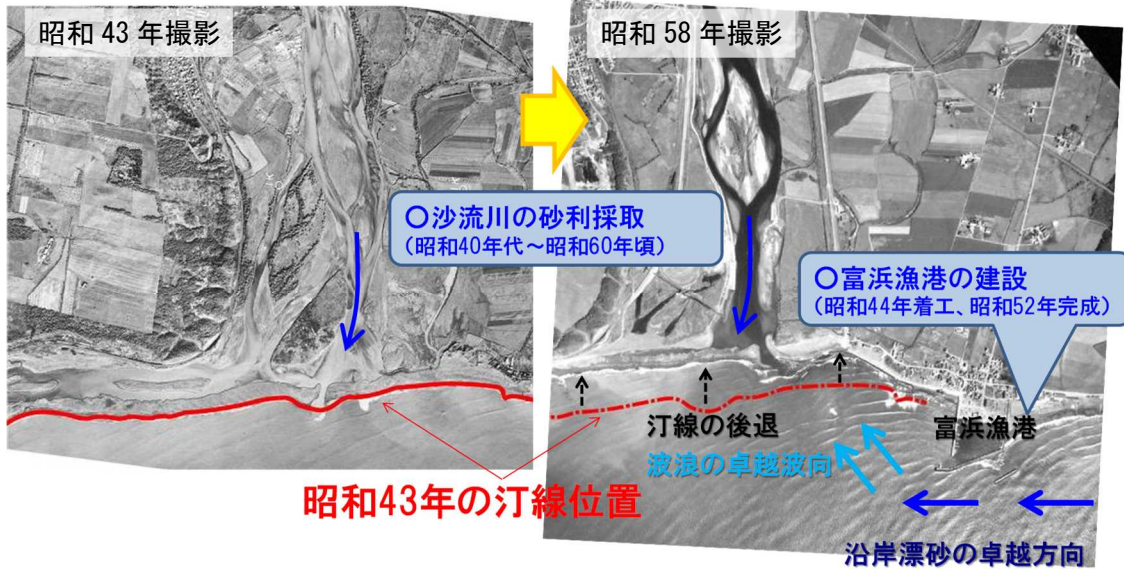 昭和 43 年撮影
昭和 58 年撮影
〇沙流川の砂利採取
（昭和40年代～昭和60年頃）
〇富浜漁港の建設
（昭和44年着工、昭和52年完成）
汀線の後退
富浜漁港
波浪の卓越波向
昭和43年の汀線位置
沿岸漂砂の卓越方向